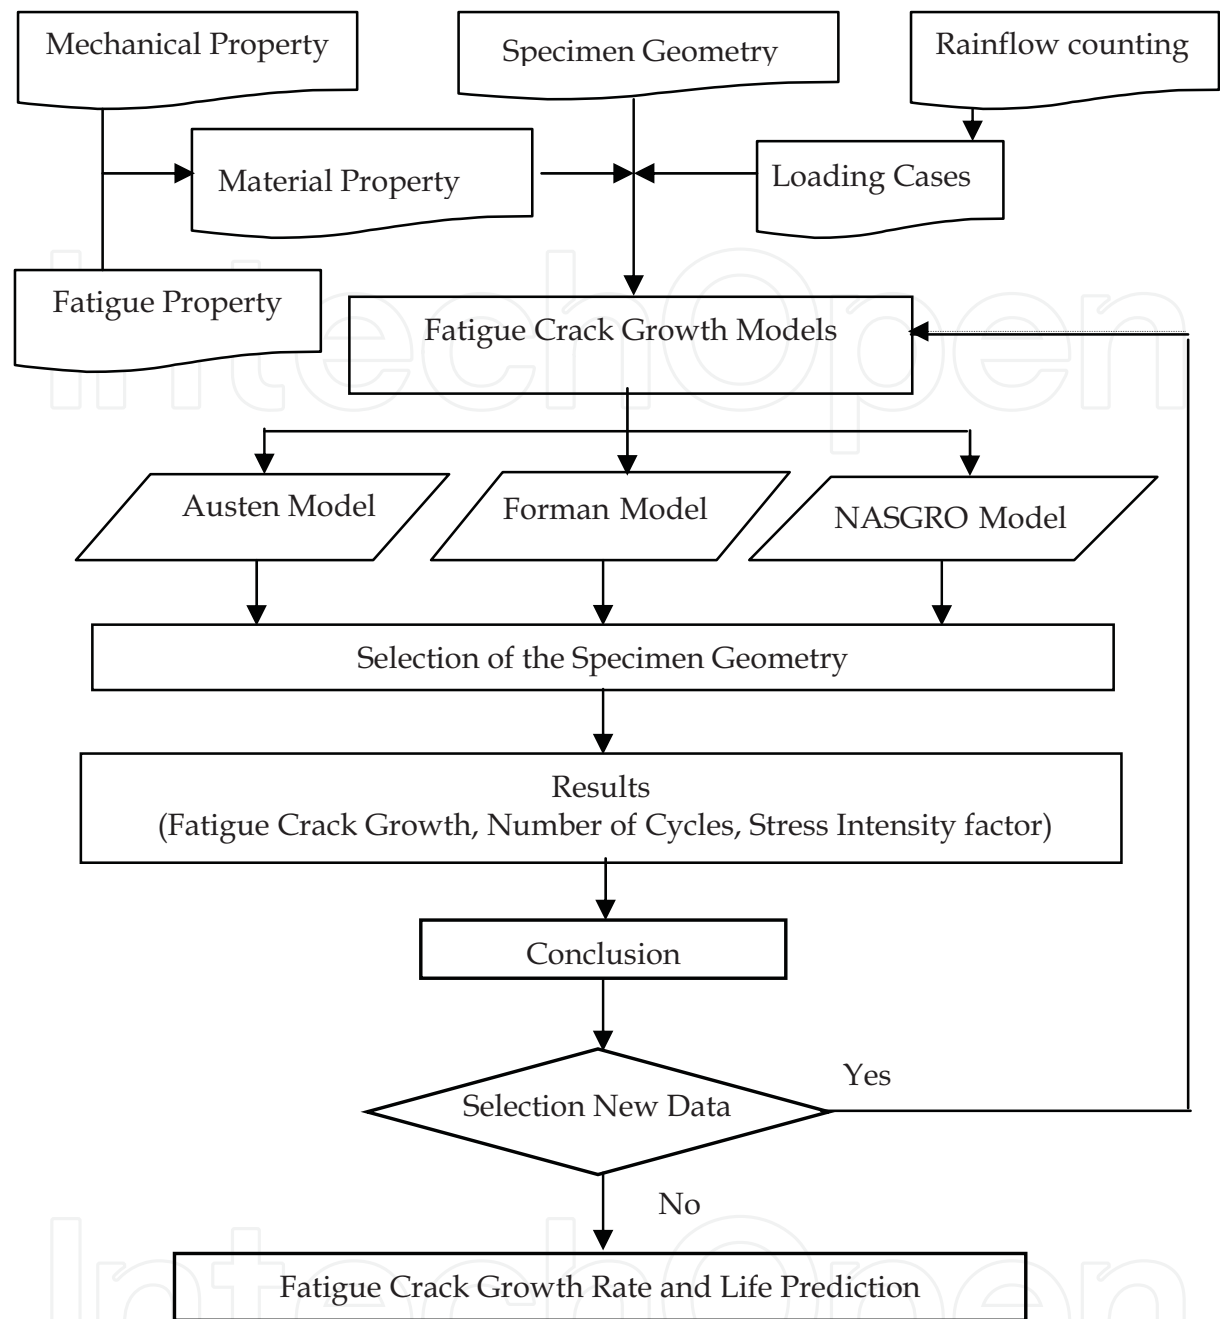 Mechanical Property
Specimen Geometry
Rainflow counting
Material Property
Loading Cases
Fatigue Property
Fatigue Crack Growth Models
Austen Model
Forman Model
NASGRO Model
Selection of the Specimen Geometry
Results
(Fatigue Crack Growth, Number of Cycles, Stress Intensity factor)
Conclusion
Selection New Data
Yes
No
Fatigue Crack Growth Rate and Life Prediction
IntechOpen
IntechOpen